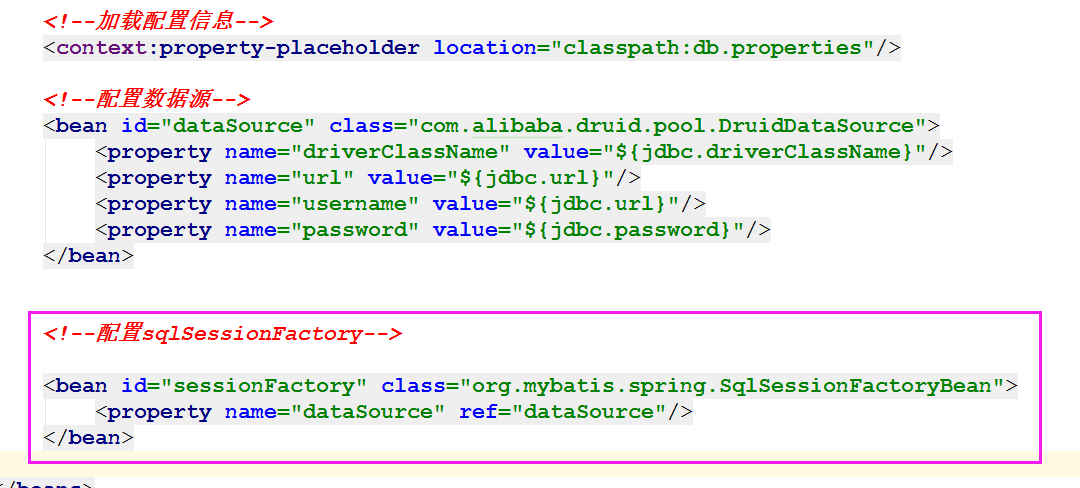 <!--加载配置信息-->
<context:property-placeholder location="classpath:db.properties"/>
<!--配置数据源-->
<bean id="dataSource" class="com.alibaba.druid.pool.DruidDataSource">
<property name="driverClassName" value="${jdbc.driverClassName}"/>
<property name="url" value="${jdbc.url}"/>
<property name="username" value="${jdbc.url}"/>
<property name="password" value="${jdbc.password}"/>
</bean>
<!--配置sqlSessionFactory-->
<bean id="sessionFactory" class="org.mybatis.spring.SqlSessionFactoryBean">
<property name="dataSource" ref="dataSource"/>
</bean>
</beans>